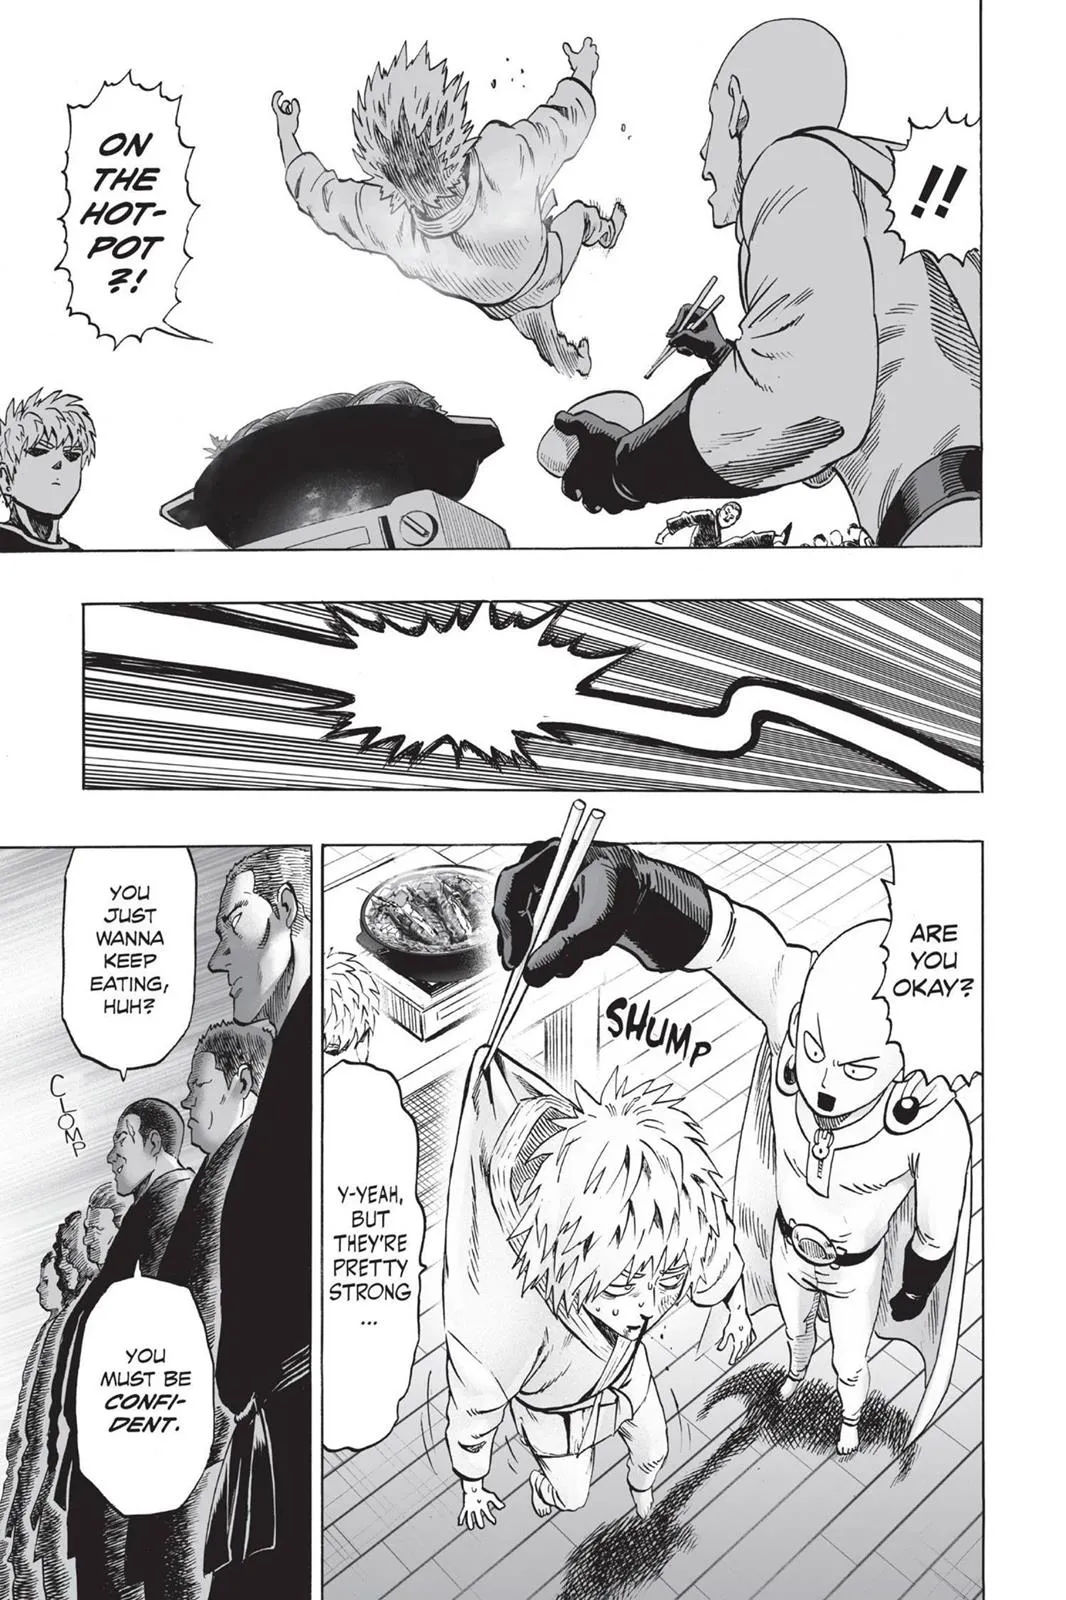 !!
ON
THE
HOT-
POT
?!
ARE
YOU
OKAY?
SHUMP
Y-YEAH,
BUT
THEY'RE
PRETTY
STRONG
...
YOU
JUST
WANNA
KEEP
EATING,
HUH?
CLOMP
YOU
MUST BE
CONFI-
DENT.